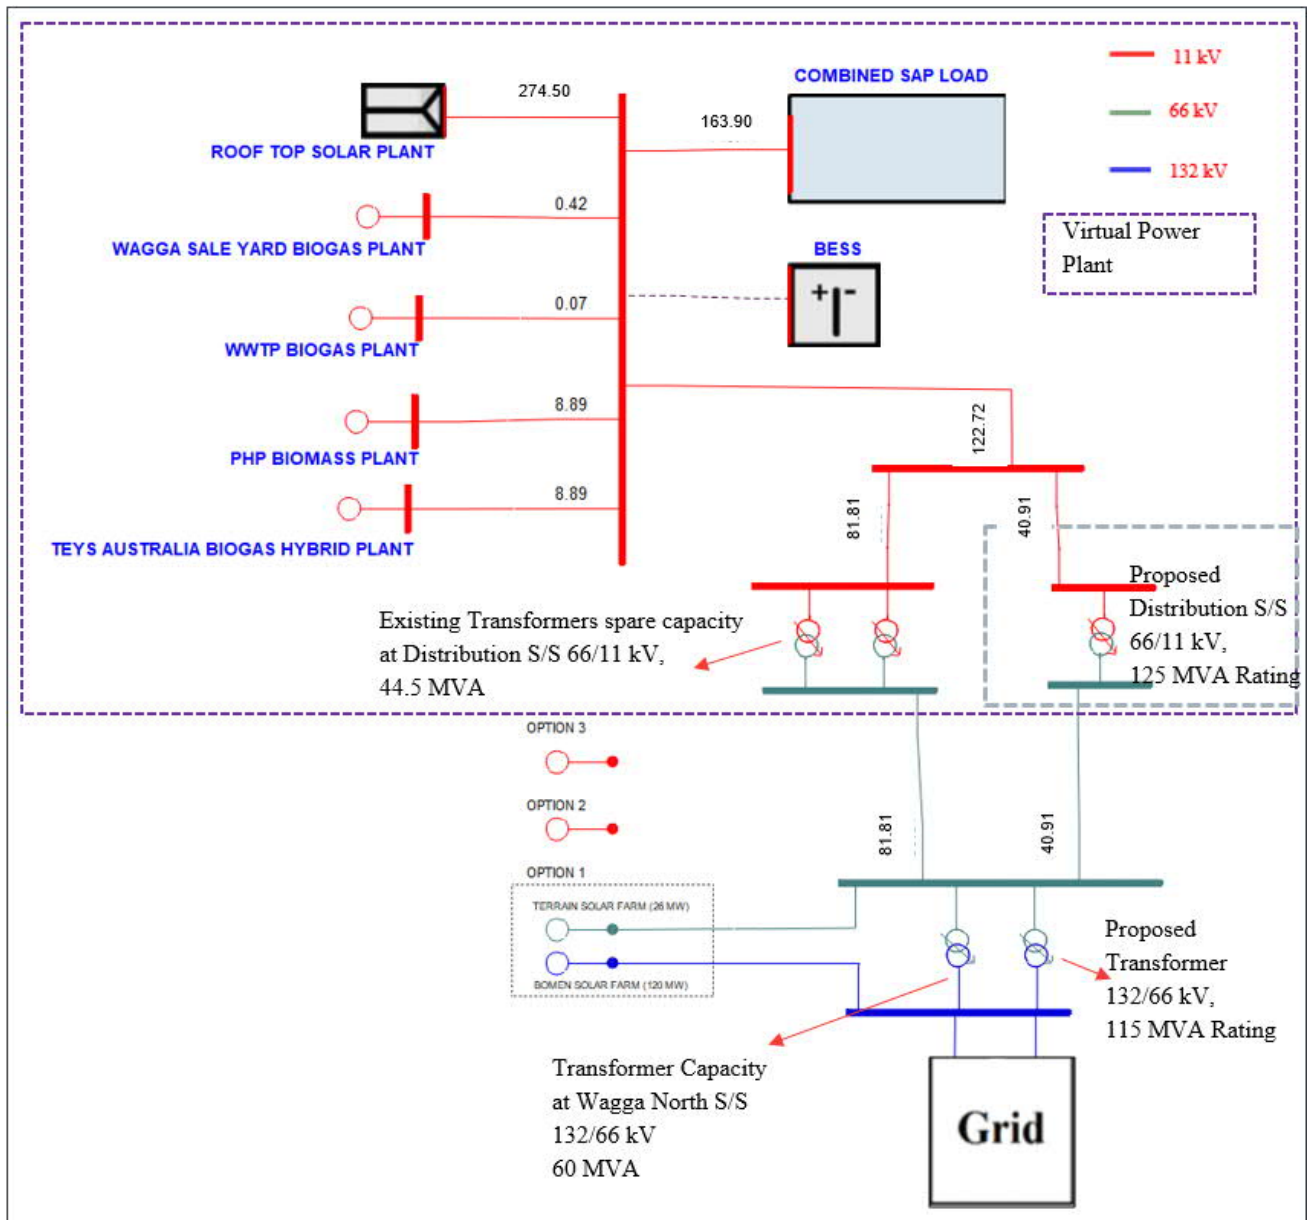 274.50
ROOF TOP SOLAR PLANT
0.42
WAGGA SALE YARD BIOGAS PLANT
0.07
WWTP BIOGAS PLANT
8.89
PHP BIOMASS PLANT
8.89
TEYS AUSTRALIA BIOGAS HYBRID PLANT
COMBINED SAP LOAD
163.90
BESS
+ -
11 kV
66 kV
132 kV
Virtual Power
Plant
122.72
81.81
40.91
Existing Transformers spare capacity
at Distribution S/S 66/11 kV,
44.5 MVA
Proposed
Distribution S/S
66/11 kV,
125 MVA Rating
OPTION 3
OPTION 2
OPTION 1
81.81
40.91
TERRAIN SOLAR FARM (26 MW)
BOMEN SOLAR FARM (120 MW)
Proposed
Transformer
132/66 kV,
115 MVA Rating
Transformer Capacity
at Wagga North S/S
132/66 kV
60 MVA
Grid